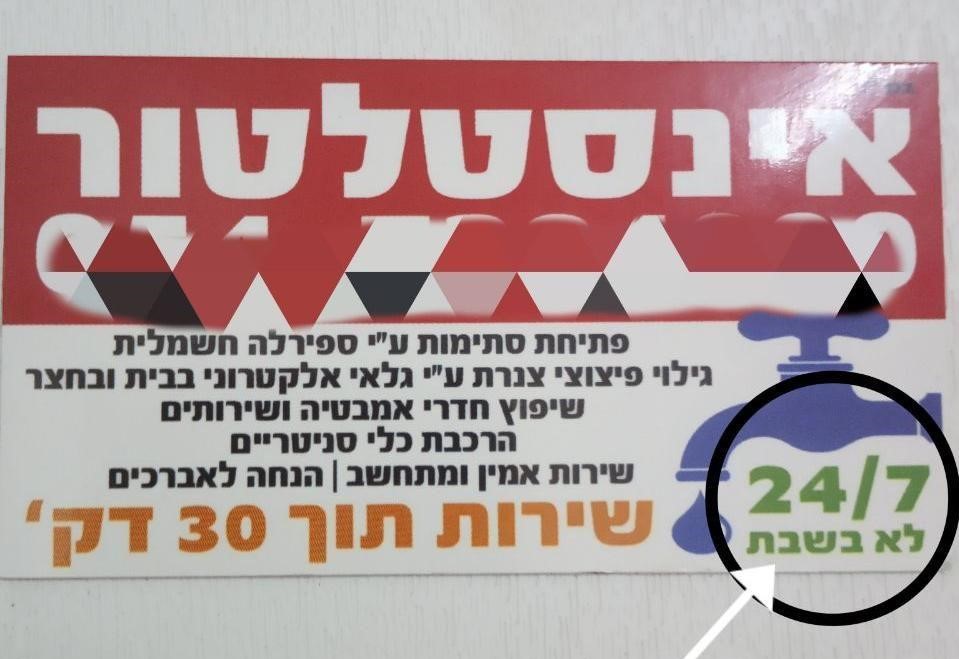 אינסטלטור
פתיחת סתימות ע"י ספירלה חשמלית
גילוי פיצוצי צנרת ע"י גלאי אלקטרוני בבית ובחצר
שיפוץ חדרי אמבטיה ושירותים
הרכבת כלי סניטריים
שירות אמין ומתחשב | הנחה לאברכים
שירות תוך 30 דק'
24/7
לא בשבת